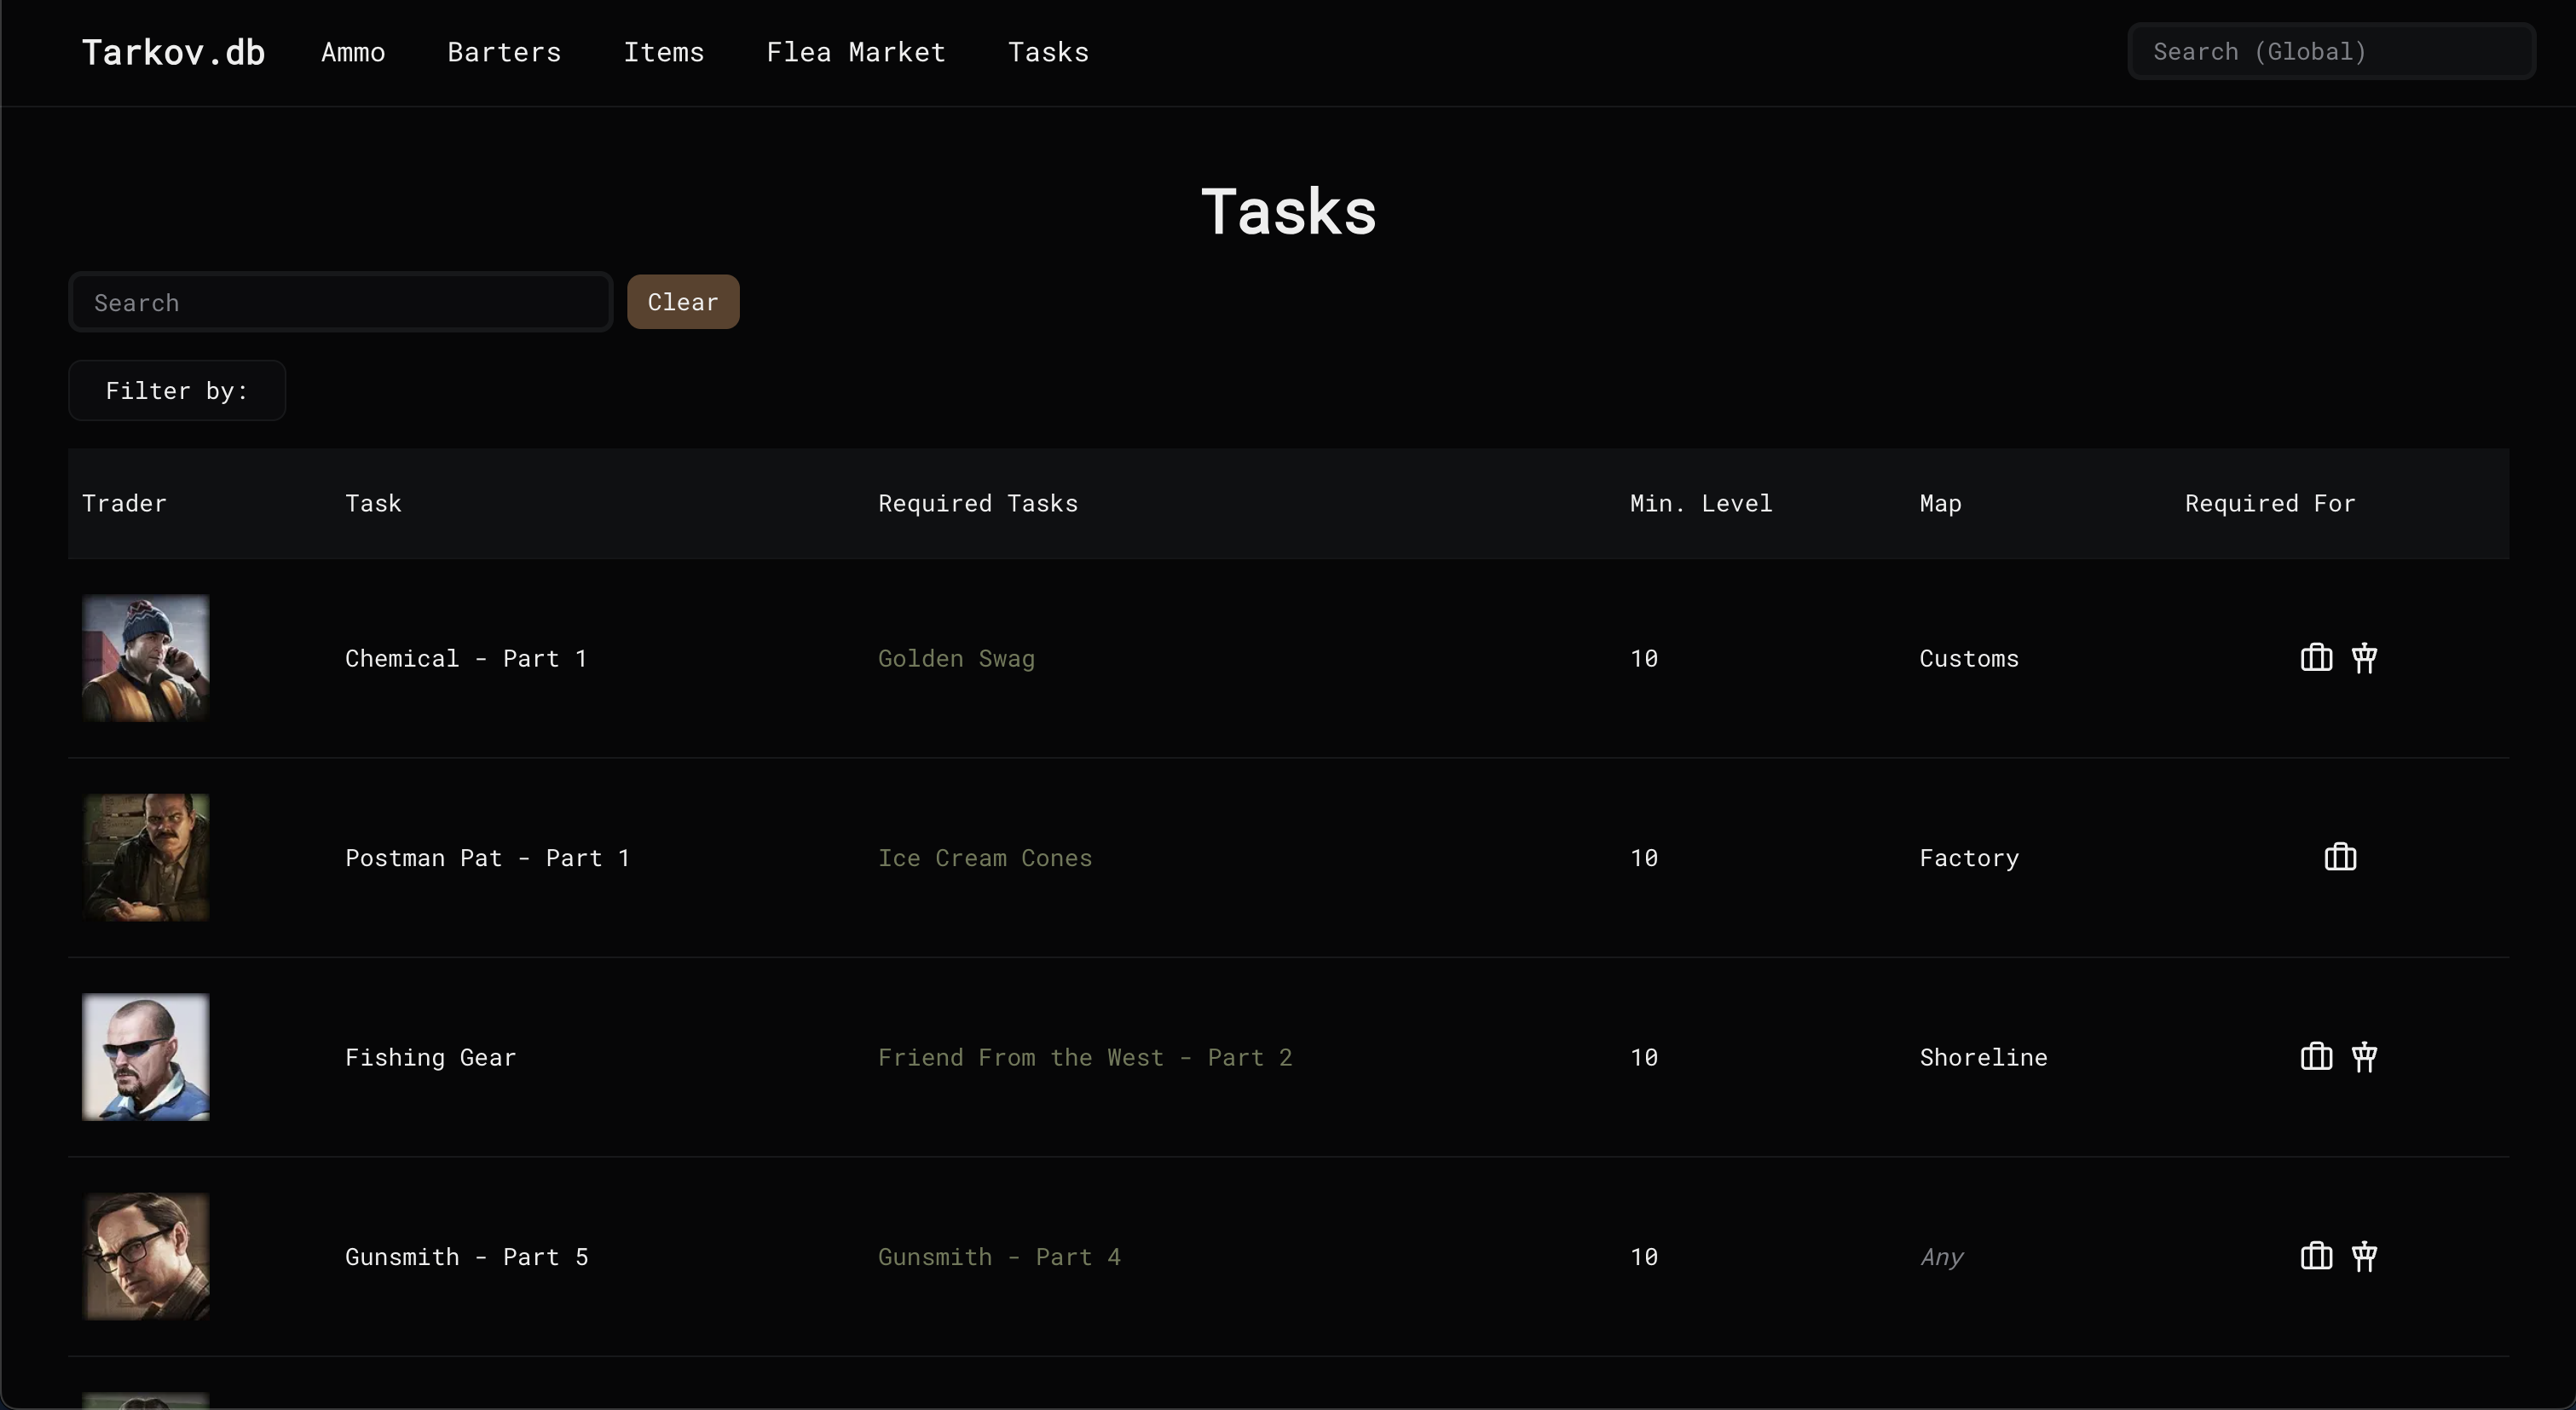 Tarkov.db Ammo Barters Items Flea Market Tasks Search (Global)
Tasks
Search Clear
Filter by:
Trader Task Required Tasks Min. Level Map Required For
Chemical - Part 1 Golden Swag 10 Customs
Postman Pat - Part 1 Ice Cream Cones 10 Factory
Fishing Gear Friend From the West - Part 2 10 Shoreline
Gunsmith - Part 5 Gunsmith - Part 4 10 Any